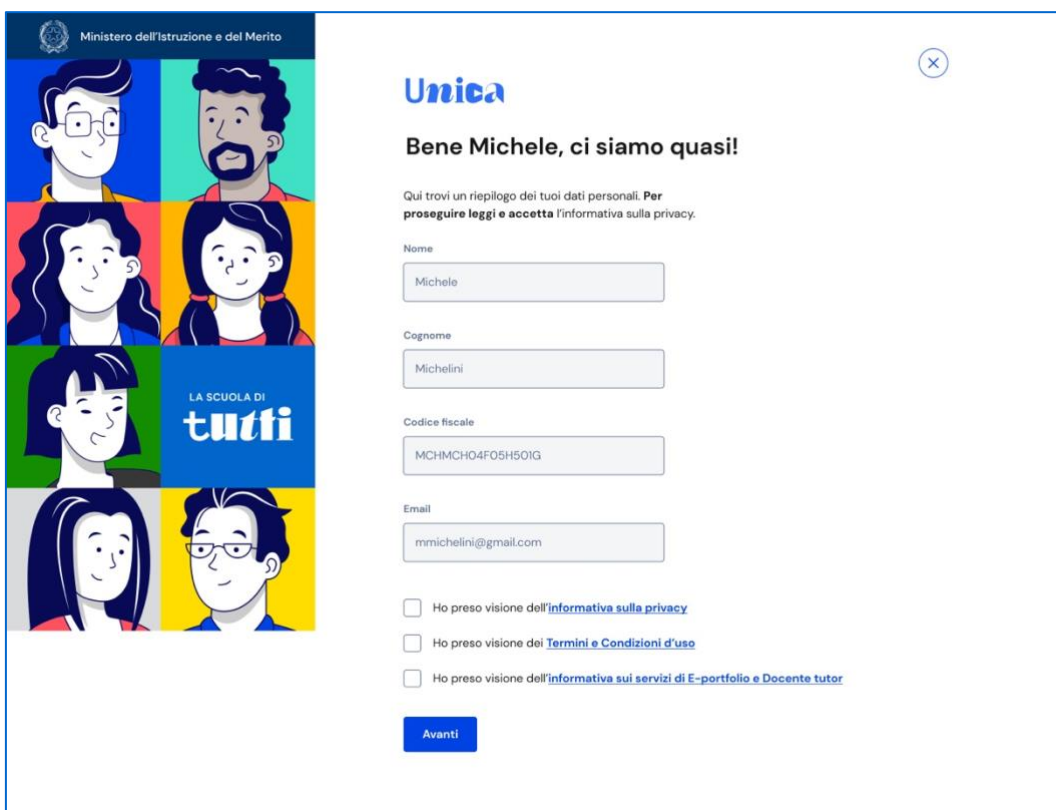 Ministero dell'Istruzione e del Merito
LA SCUOLA DI
tutti
Unica
Bene Michele, ci siamo quasi!
Qui trovi un riepilogo dei tuoi dati personali. Per
proseguire leggi e accetta l'informativa sulla privacy.
Nome
Michele
Cognome
Michelini
Codice fiscale
MCHMCH04F05H501G
Email
mmichelini@gmail.com
Ho preso visione dell'informativa sulla privacy
Ho preso visione dei Termini e Condizioni d'uso
Ho preso visione dell'informativa sui servizi di E-portfolio e Docente tutor
Avanti